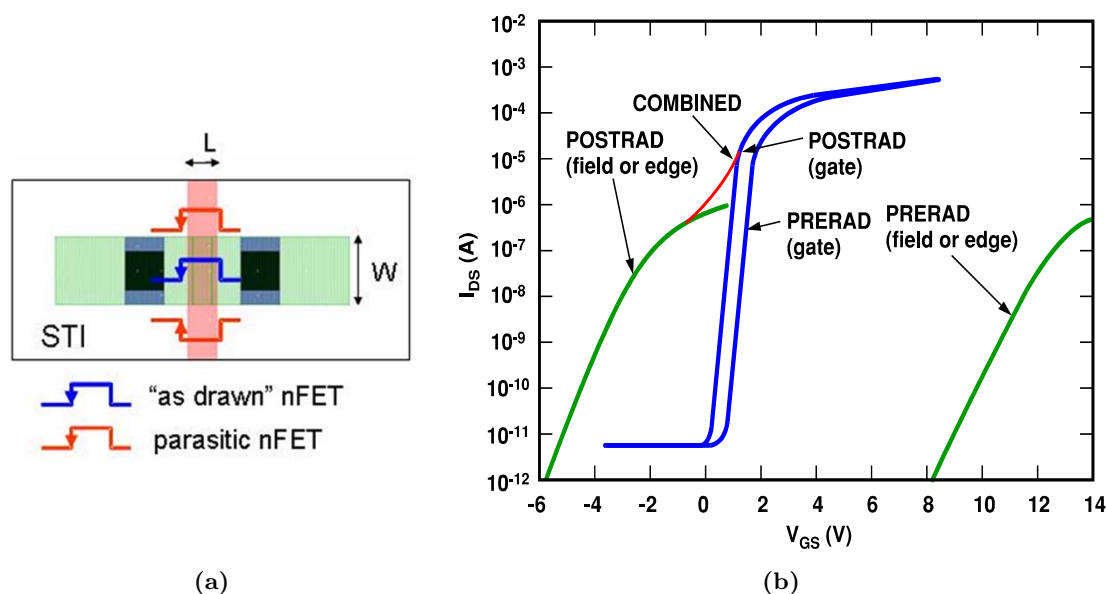 L
W
STI
“as drawn” nFET
parasitic nFET
(a)
(b)
10-2
10-3
10-4
10-5
10-6
10-7
10-8
10-9
10-10
10-11
10-12
IDS (A)
COMBINED
POSTRAD
(field or edge)
POSTRAD
(gate)
PRERAD
(gate)
PRERAD
(field or edge)
-6 -4 -2 0 2 4 6 8 10 12 14
VGS (V)
(b)